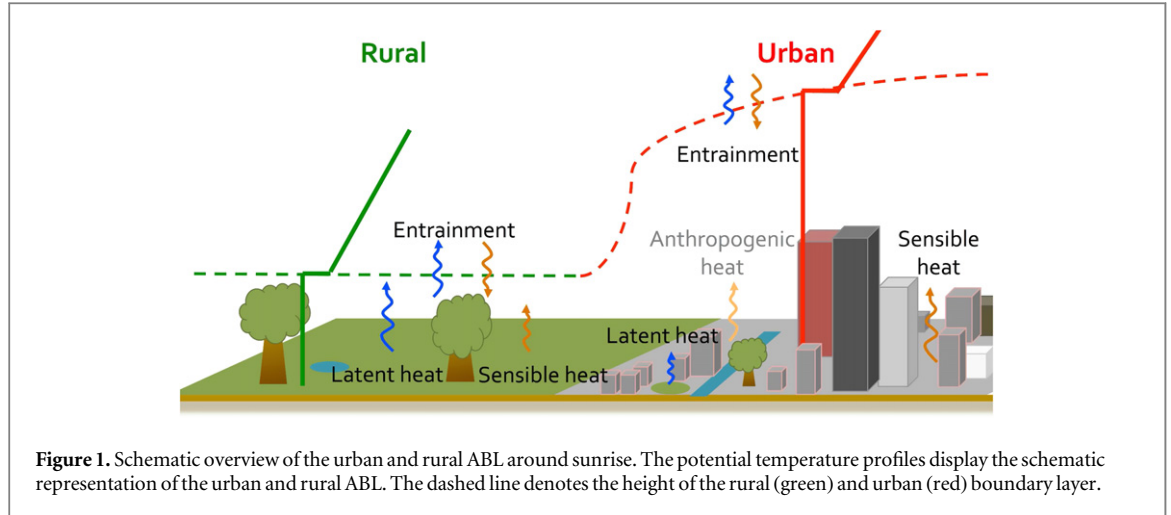 Rural
Urban
Entrainment
Entrainment
Anthropogenic
heat
Sensible
heat
Latent heat
Latent heat
Sensible heat
Figure 1. Schematic overview of the urban and rural ABL around sunrise. The potential temperature profiles display the schematic
representation of the urban and rural ABL. The dashed line denotes the height of the rural (green) and urban (red) boundary layer.